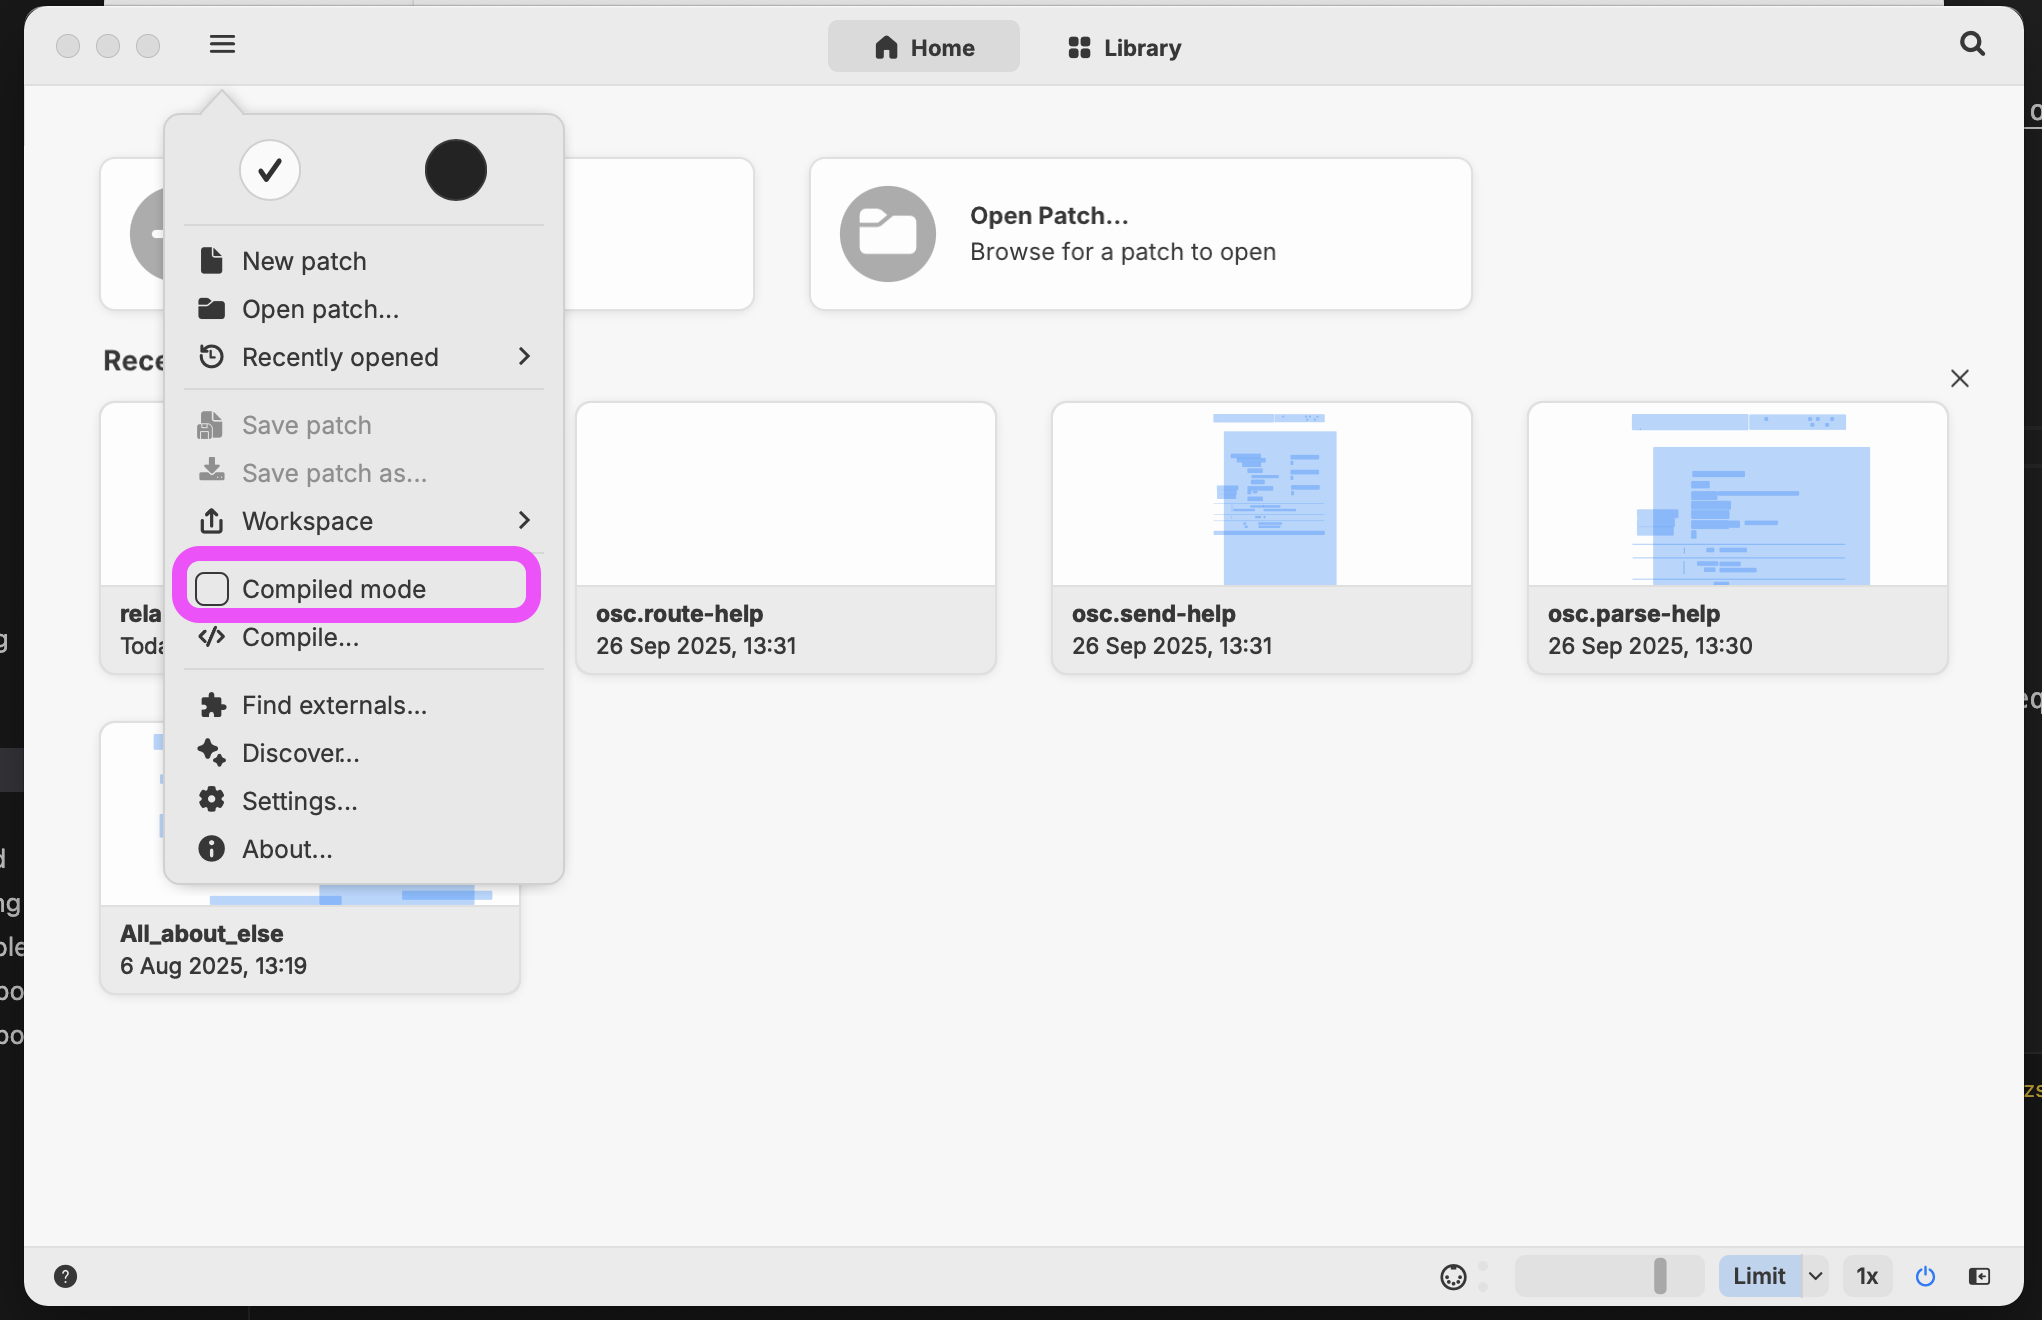 Home
Library
New patch
Open patch...
Recently opened
Save patch
Save patch as...
Workspace
Compiled mode
Compile...
Find externals...
Discover...
Settings...
About...
Open Patch...
Browse for a patch to open
osc.route-help
26 Sep 2025, 13:31
osc.send-help
26 Sep 2025, 13:31
osc.parse-help
26 Sep 2025, 13:30
All_about_else
6 Aug 2025, 13:19
Limit
1x